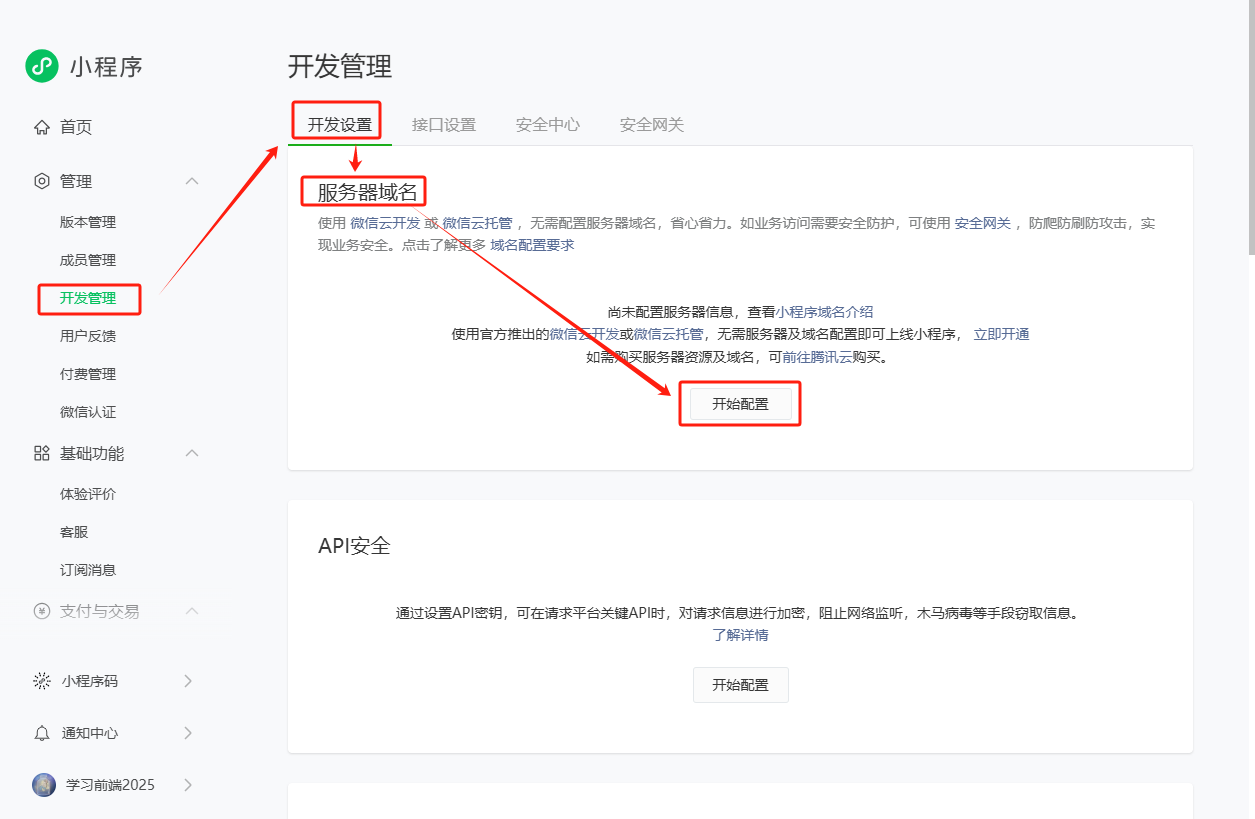 小程序
首页
管理
版本管理
成员管理
开发管理
用户反馈
付费管理
微信认证
基础功能
体验评价
客服
订阅消息
支付与交易
小程序码
通知中心
学习前端2025
开发管理
开发设置
接口设置
安全中心
安全网关
服务器域名
使用 微信云开发 或 微信云托管 ，无需配置服务器域名，省心省力。如业务访问需要安全防护，可使用 安全网关 ，防爬防刷防攻击，实
现业务安全。点击了解更多 域名配置要求
尚未配置服务器信息，查看小程序域名介绍
使用官方推出的微信云开发或微信云托管，无需服务器及域名配置即可上线小程序， 立即开通
如需购买服务器资源及域名，可前往腾讯云购买。
开始配置
API安全
通过设置API密钥，可在请求平台关键API时，对请求信息进行加密，阻止网络监听，木马病毒等手段窃取信息。
了解详情
开始配置